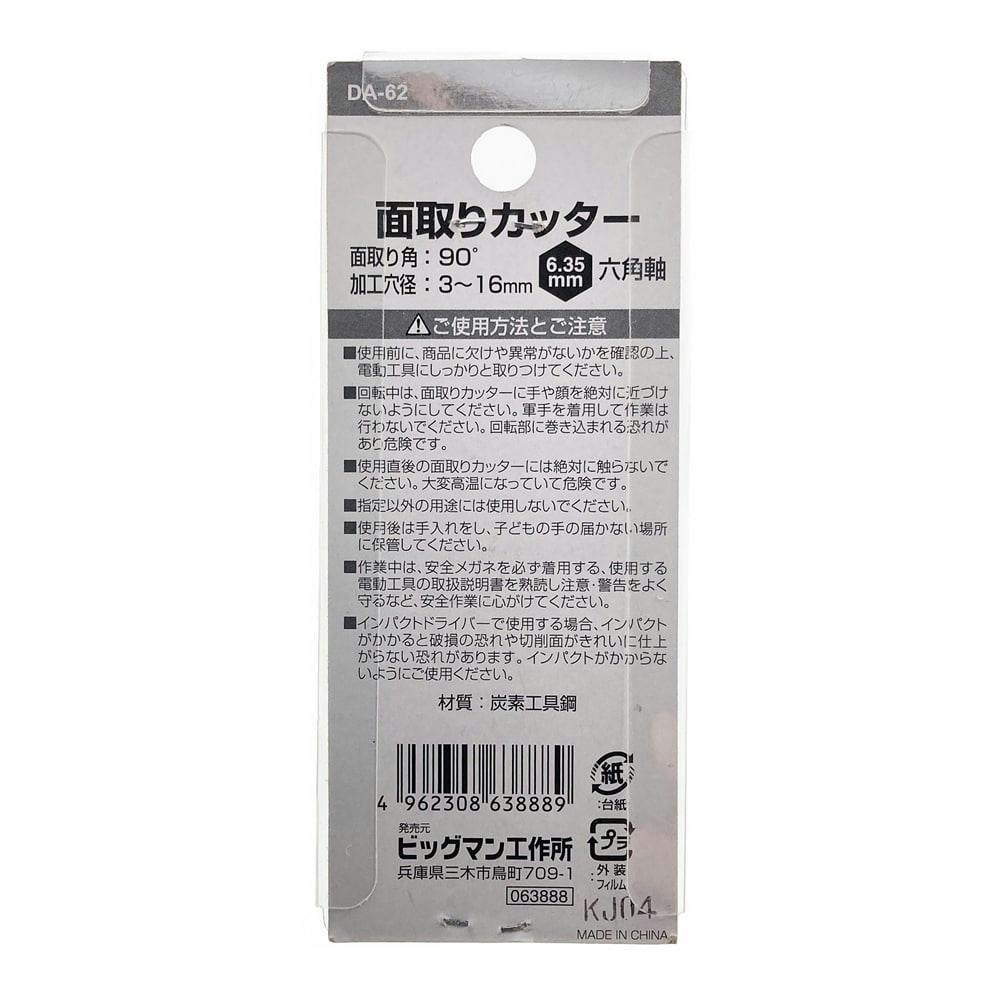 DA-62
面取りカッター
面取り角：90°
加工穴径：3〜16mm
6.35
mm
六角軸
⚠ご使用方法とご注意
■使用前に、商品に欠けや異常がないかを確認の上、
電動工具にしっかりと取りつけてください。
■回転中は、面取りカッターに手や顔を絶対に近づけ
ないようにしてください。軍手を着用して作業は
行わないでください。回転部に巻き込まれる恐れが
あり危険です。
■使用直後の面取りカッターには絶対に触らないで
ください。大変高温になっていて危険です。
■指定以外の用途には使用しないでください。
■使用後は手入れをし、子どもの手の届かない場所
に保管してください。
■作業中は、安全メガネを必ず着用する、使用する
電動工具の取扱説明書を熟読し注意・警告をよく
守るなど、安全作業に心がけてください。
■インパクトドライバーで使用する場合、インパクト
がかかると破損の恐れや切削面がきれいに仕上
がらない恐れがあります。インパクトがかからな
いようにご使用ください。
材質：炭素工具鋼
4 962308 638889
紙
:台紙
発売元
ビッグマン工作所
兵庫県三木市鳥町709-1
063888
プラ
:外装
フィルム
KJ04
MADE IN CHINA